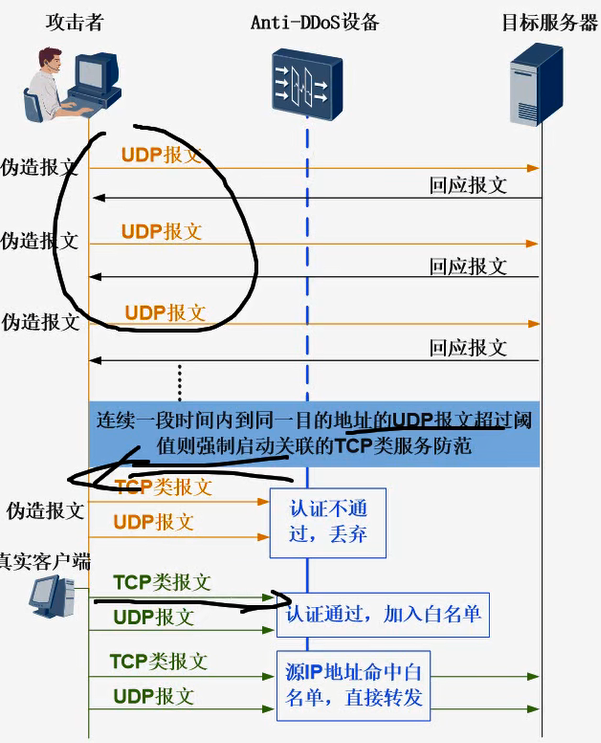 攻击者
Anti-DDoS设备
目标服务器
UDP报文
伪造报文
回应报文
UDP报文
伪造报文
回应报文
UDP报文
伪造报文
回应报文
连续一段时间内到同一目的地址的UDP报文超过阈
值则强制启动关联的TCP类服务防范
TCP类报文
伪造报文
UDP报文
认证不通
过，丢弃
真实客户端
TCP类报文
UDP报文
认证通过，加入白名单
TCP类报文
UDP报文
源IP地址命中白
名单，直接转发